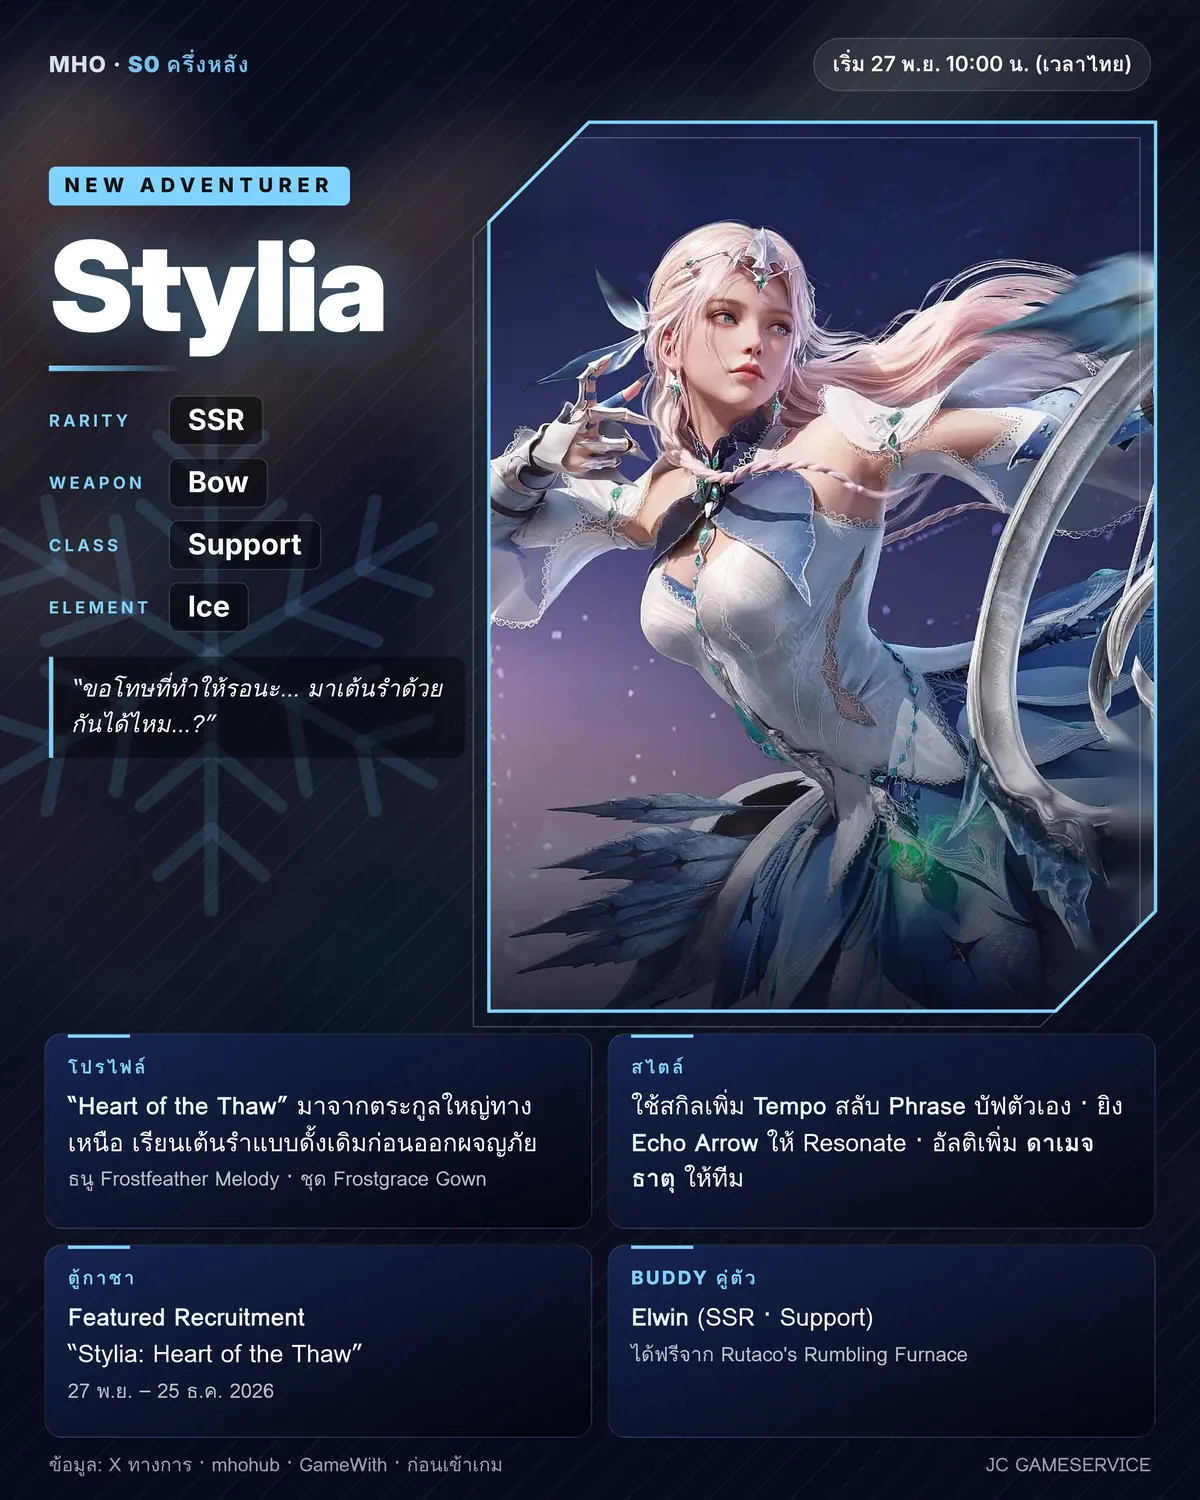 MHO · S0 ครึ่งหลัง
เริ่ม 27 พ.ย. 10:00 น. (เวลาไทย)
NEW ADVENTURER
Stylia
RARITY SSR
WEAPON Bow
CLASS Support
ELEMENT Ice
"ขอโทษที่ทำให้รอนะ... มาเต้นรำด้วย
กันได้ไหม...?"
โปรไฟล์
"Heart of the Thaw" มาจากตระกูลใหญ่ทาง
เหนือ เรียนเต้นรำแบบดั้งเดิมก่อนออกผจญภัย
ธนู Frostfeather Melody · ชุด Frostgrace Gown
สไตล์
ใช้สกิลเพิ่ม Tempo สลับ Phrase บัฟตัวเอง · ยิง
Echo Arrow ให้ Resonate · อัลติเพิ่ม ดาเมจ
ธาตุ ให้ทีม
ตู้กาชา
Featured Recruitment
"Stylia: Heart of the Thaw"
27 พ.ย. – 25 ธ.ค. 2026
BUDDY คู่ตัว
Elwin (SSR · Support)
ได้ฟรีจาก Rutaco's Rumbling Furnace
ข้อมูล: X ทางการ · mhohub · GameWith · ก่อนเข้าเกม
JC GAMESERVICE